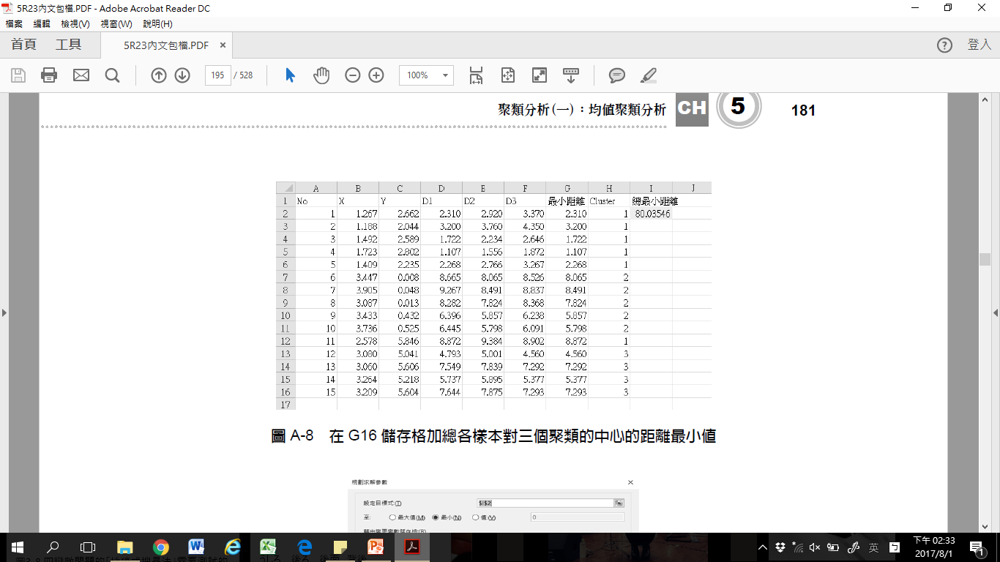 5R23內文包檔.PDF - Adobe Acrobat Reader DC
檔案 編輯 檢視(V) 視窗(W) 說明(H)
首頁 工具 5R23內文包檔.PDF × ? 登入
195 / 528 100%
聚類分析(一)：均值聚類分析 CH 5 181
A B C D E F G H I J
1 No X Y D1 D2 D3 最小距離 Cluster 總最小距離
2 1 1.267 2.662 2.310 2.920 3.370 2.310 1 80.03546
3 2 1.188 2.044 3.200 3.760 4.350 3.200 1
4 3 1.492 2.589 1.722 2.234 2.646 1.722 1
5 4 1.723 2.802 1.107 1.556 1.872 1.107 1
6 5 1.409 2.235 2.268 2.766 3.267 2.268 1
7 6 3.447 0.008 8.665 8.065 8.526 8.065 2
8 7 3.905 0.048 9.267 8.491 8.837 8.491 2
9 8 3.087 0.013 8.282 7.824 8.368 7.824 2
10 9 3.433 0.432 6.396 5.857 6.238 5.857 2
11 10 3.736 0.525 6.445 5.798 6.091 5.798 2
12 11 2.578 5.846 8.872 9.384 8.902 8.872 1
13 12 3.080 5.041 4.793 5.001 4.560 4.560 3
14 13 3.060 5.606 7.549 7.839 7.292 7.292 3
15 14 3.264 5.218 5.737 5.895 5.377 5.377 3
16 15 3.209 5.604 7.644 7.875 7.293 7.293 3
17
圖 A-8 在 G16 儲存格加總各樣本對三個聚類的中心的距離最小值
規劃求解參數
設定目標式:(T) $I$2
至: 最大值(M) 最小(N) 值:(V) 0
英 下午 02:33
2017/8/1 1